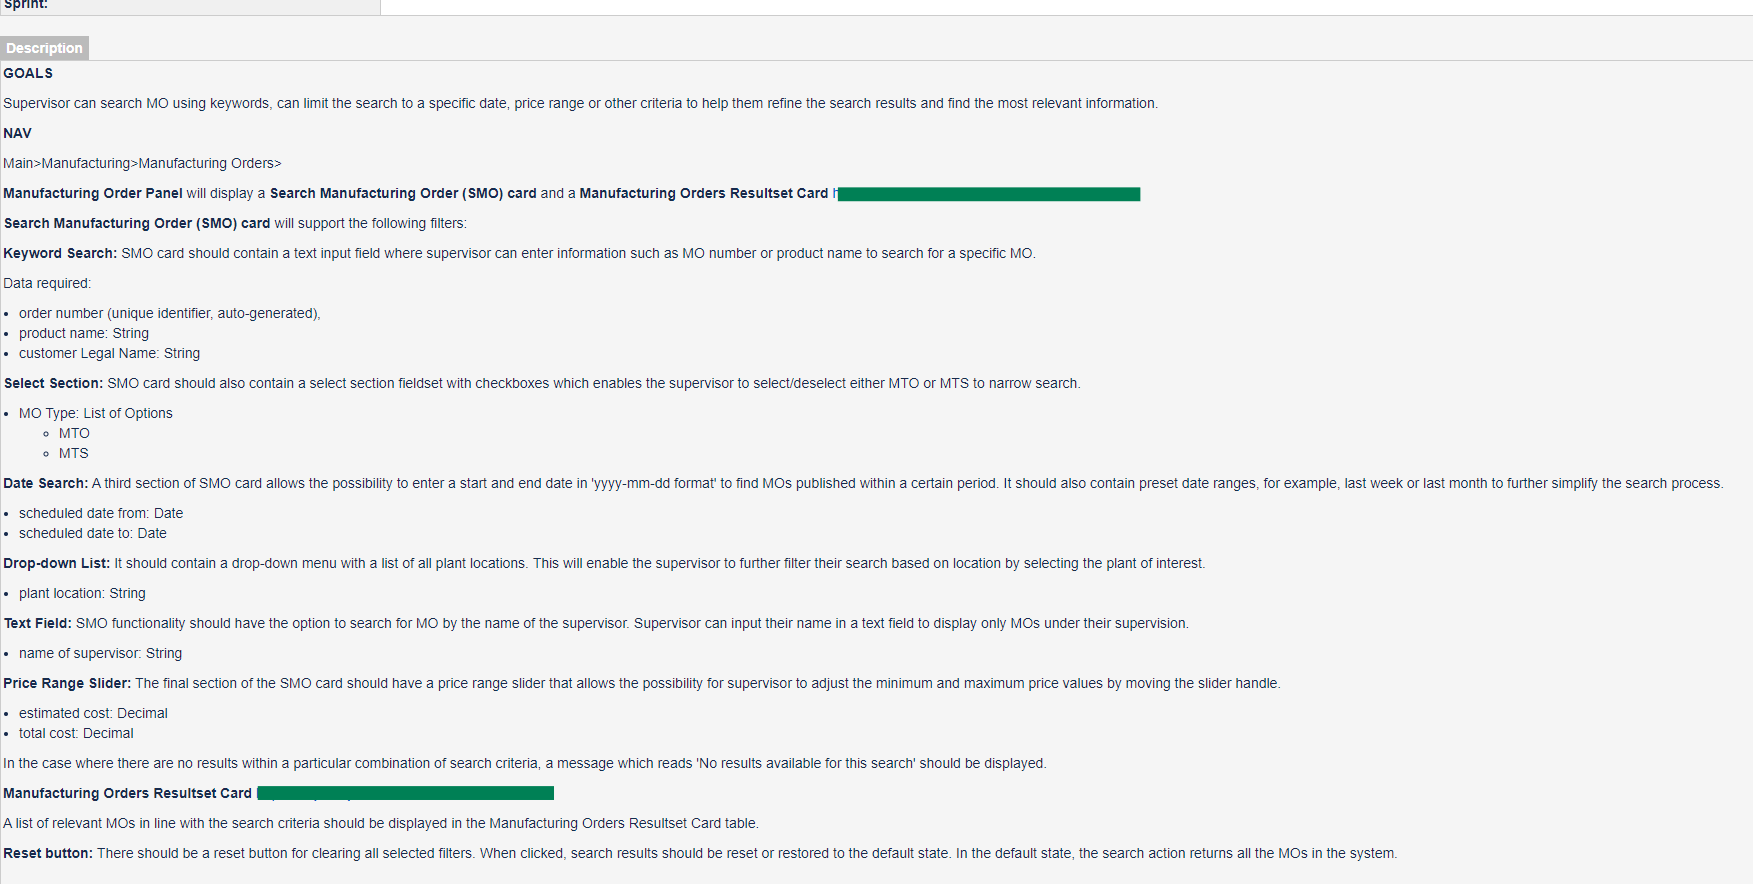 Sprint:
Description
GOALS
Supervisor can search MO using keywords, can limit the search to a specific date, price range or other criteria to help them refine the search results and find the most relevant information.
NAV
Main>Manufacturing>Manufacturing Orders>
Manufacturing Order Panel will display a Search Manufacturing Order (SMO) card and a Manufacturing Orders Resultset Card
Search Manufacturing Order (SMO) card will support the following filters:
Keyword Search: SMO card should contain a text input field where supervisor can enter information such as MO number or product name to search for a specific MO.
Data required:
• order number (unique identifier, auto-generated),
• product name: String
• customer Legal Name: String
Select Section: SMO card should also contain a select section fieldset with checkboxes which enables the supervisor to select/deselect either MTO or MTS to narrow search.
• MO Type: List of Options
◦ MTO
◦ MTS
Date Search: A third section of SMO card allows the possibility to enter a start and end date in 'yyyy-mm-dd format' to find MOs published within a certain period. It should also contain preset date ranges, for example, last week or last month to further simplify the search process.
• scheduled date from: Date
• scheduled date to: Date
Drop-down List: It should contain a drop-down menu with a list of all plant locations. This will enable the supervisor to further filter their search based on location by selecting the plant of interest.
• plant location: String
Text Field: SMO functionality should have the option to search for MO by the name of the supervisor. Supervisor can input their name in a text field to display only MOs under their supervision.
• name of supervisor: String
Price Range Slider: The final section of the SMO card should have a price range slider that allows the possibility for supervisor to adjust the minimum and maximum price values by moving the slider handle.
• estimated cost: Decimal
• total cost: Decimal
In the case where there are no results within a particular combination of search criteria, a message which reads 'No results available for this search' should be displayed.
Manufacturing Orders Resultset Card
A list of relevant MOs in line with the search criteria should be displayed in the Manufacturing Orders Resultset Card table.
Reset button: There should be a reset button for clearing all selected filters. When clicked, search results should be reset or restored to the default state. In the default state, the search action returns all the MOs in the system.